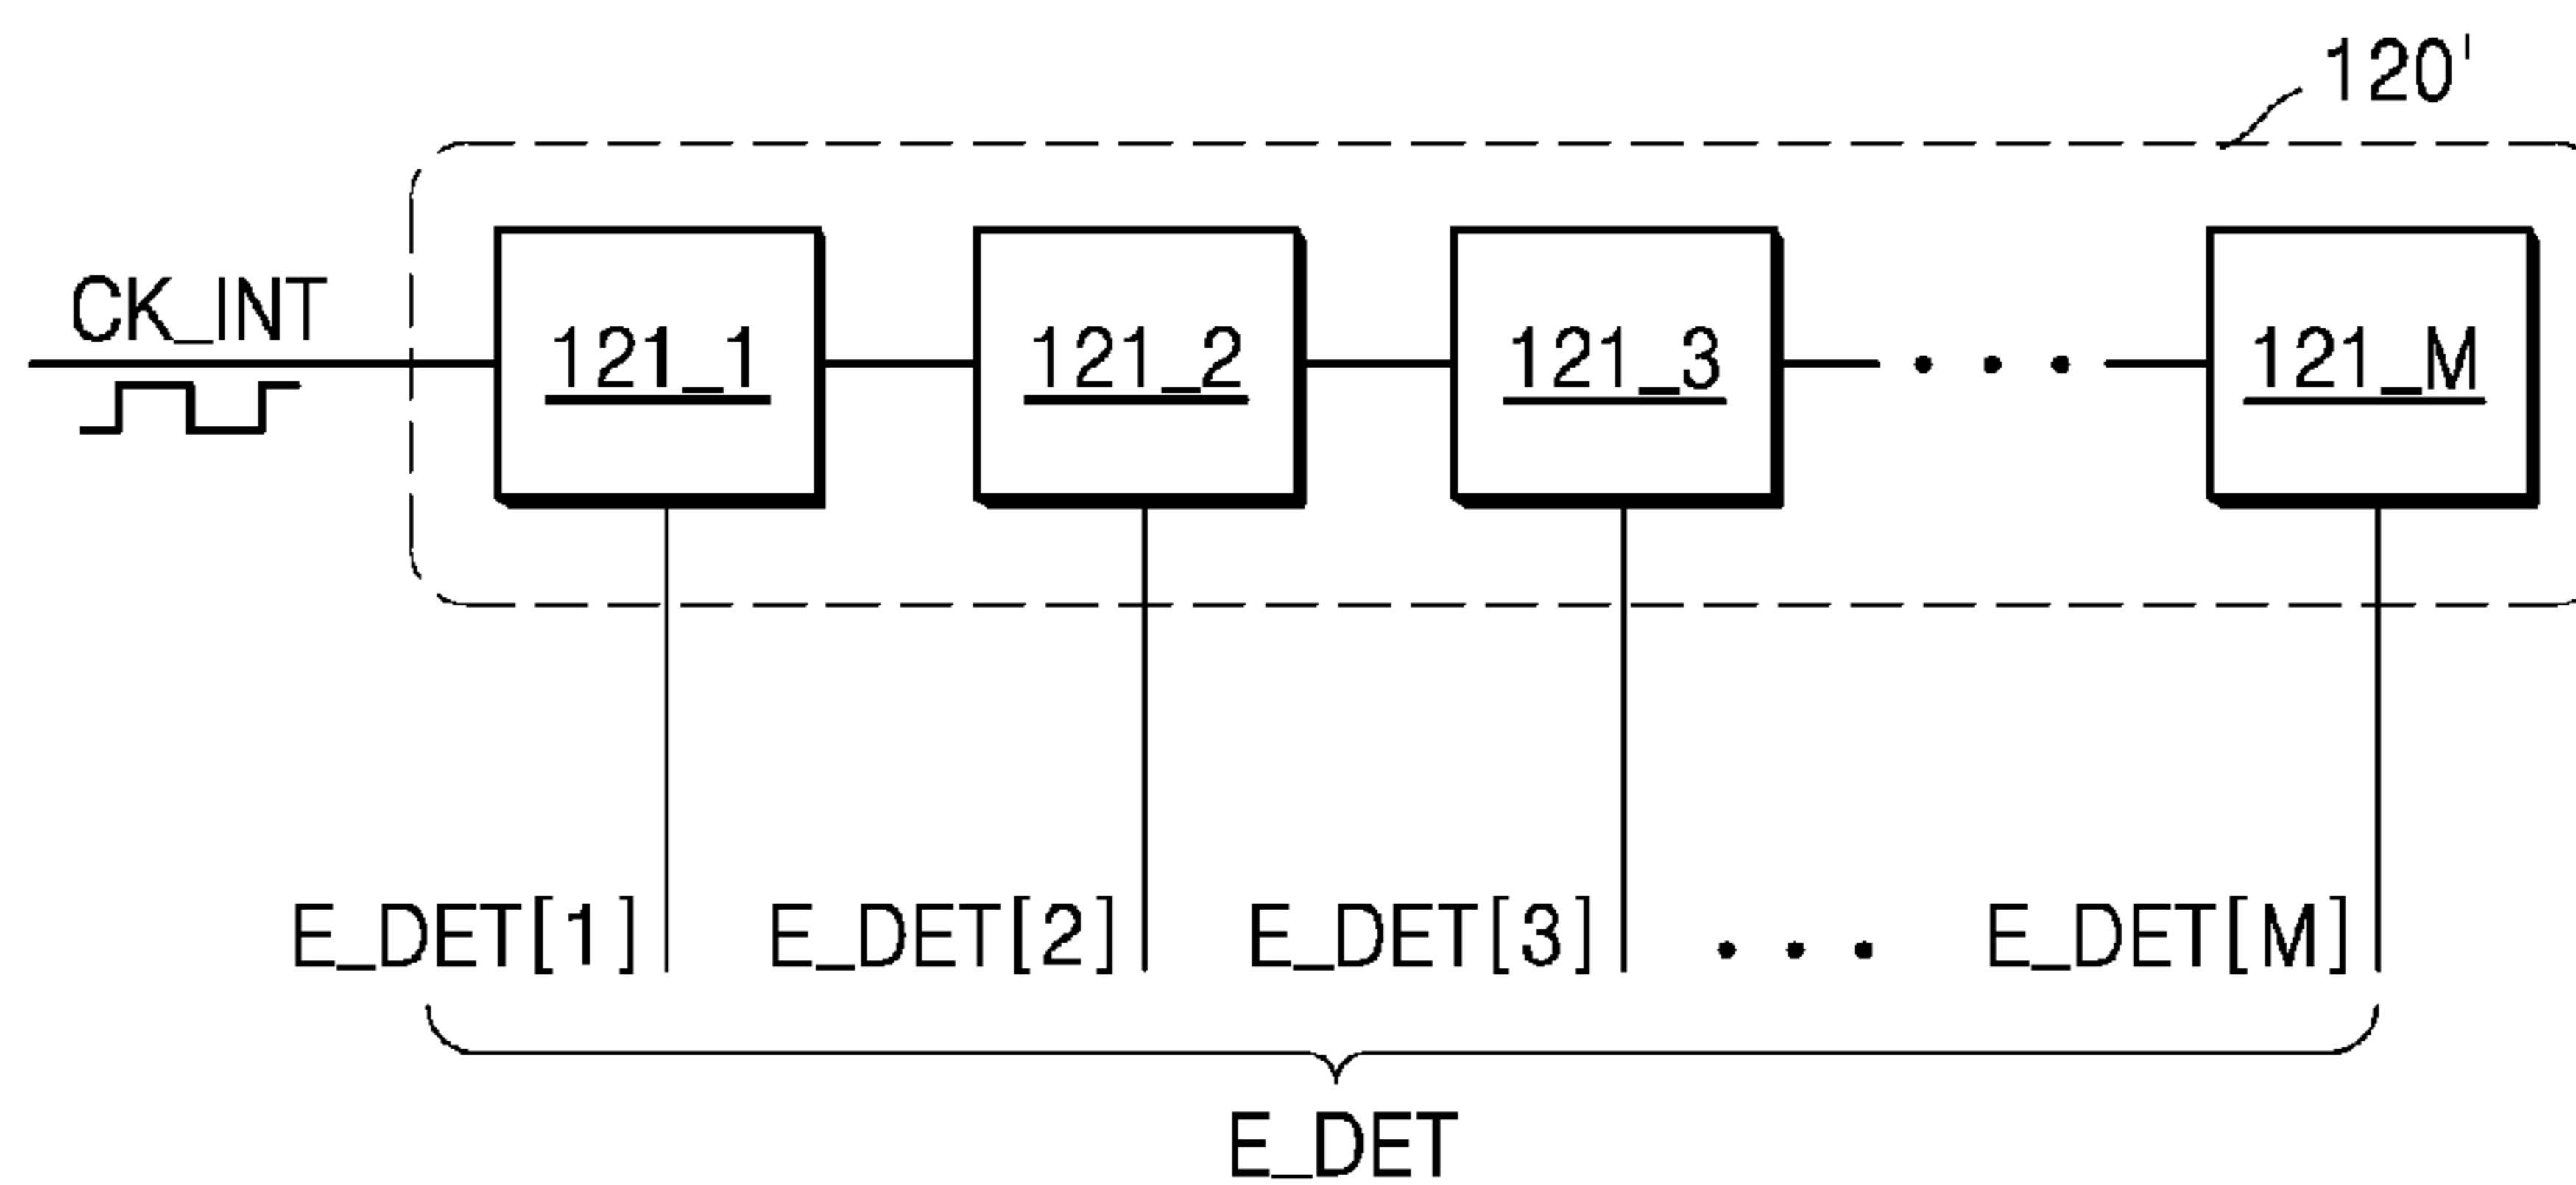 120'
CK_INT
121_1 121_2 121_3 ••• 121_M
E_DET[1] E_DET[2] E_DET[3] ••• E_DET[M]
E_DET